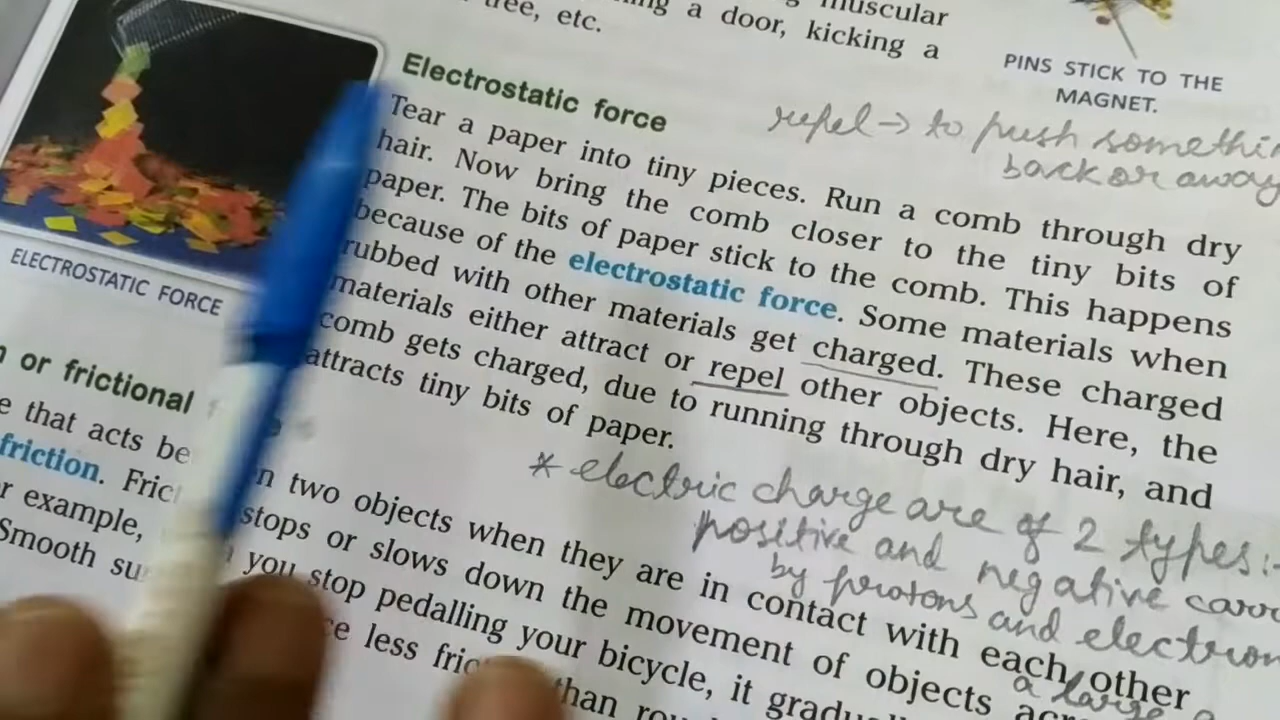 muscular
a door, kicking a
tree, etc.
PINS STICK TO THE
MAGNET.
Electrostatic force
repel → to push somethi
back or away
Tear a paper into tiny pieces. Run a comb through dry
hair. Now bring the comb closer to the tiny bits of
paper. The bits of paper stick to the comb. This happens
because of the electrostatic force. Some materials when
rubbed with other materials get charged. These charged
materials either attract or repel other objects. Here, the
comb gets charged, due to running through dry hair, and
attracts tiny bits of paper.
ELECTROSTATIC FORCE
* electric charge are of 2 types:-
positive and negative carr
by protons and electron
or frictional
e that acts be n two objects when they are in contact with each other
friction. Frict stops or slows down the movement of objects acr
a large
r example, you stop pedalling your bicycle, it gradu
Smooth su ce less fric than rou